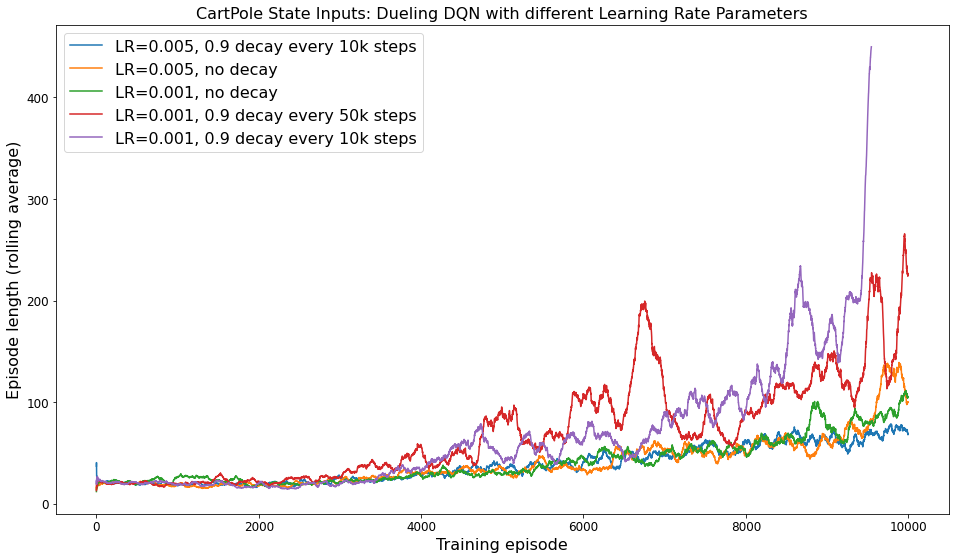 CartPole State Inputs: Dueling DQN with different Learning Rate Parameters
LR=0.005, 0.9 decay every 10k steps
LR=0.005, no decay
LR=0.001, no decay
LR=0.001, 0.9 decay every 50k steps
LR=0.001, 0.9 decay every 10k steps
Episode length (rolling average)
400
300
200
100
0
0 2000 4000 6000 8000 10000
Training episode